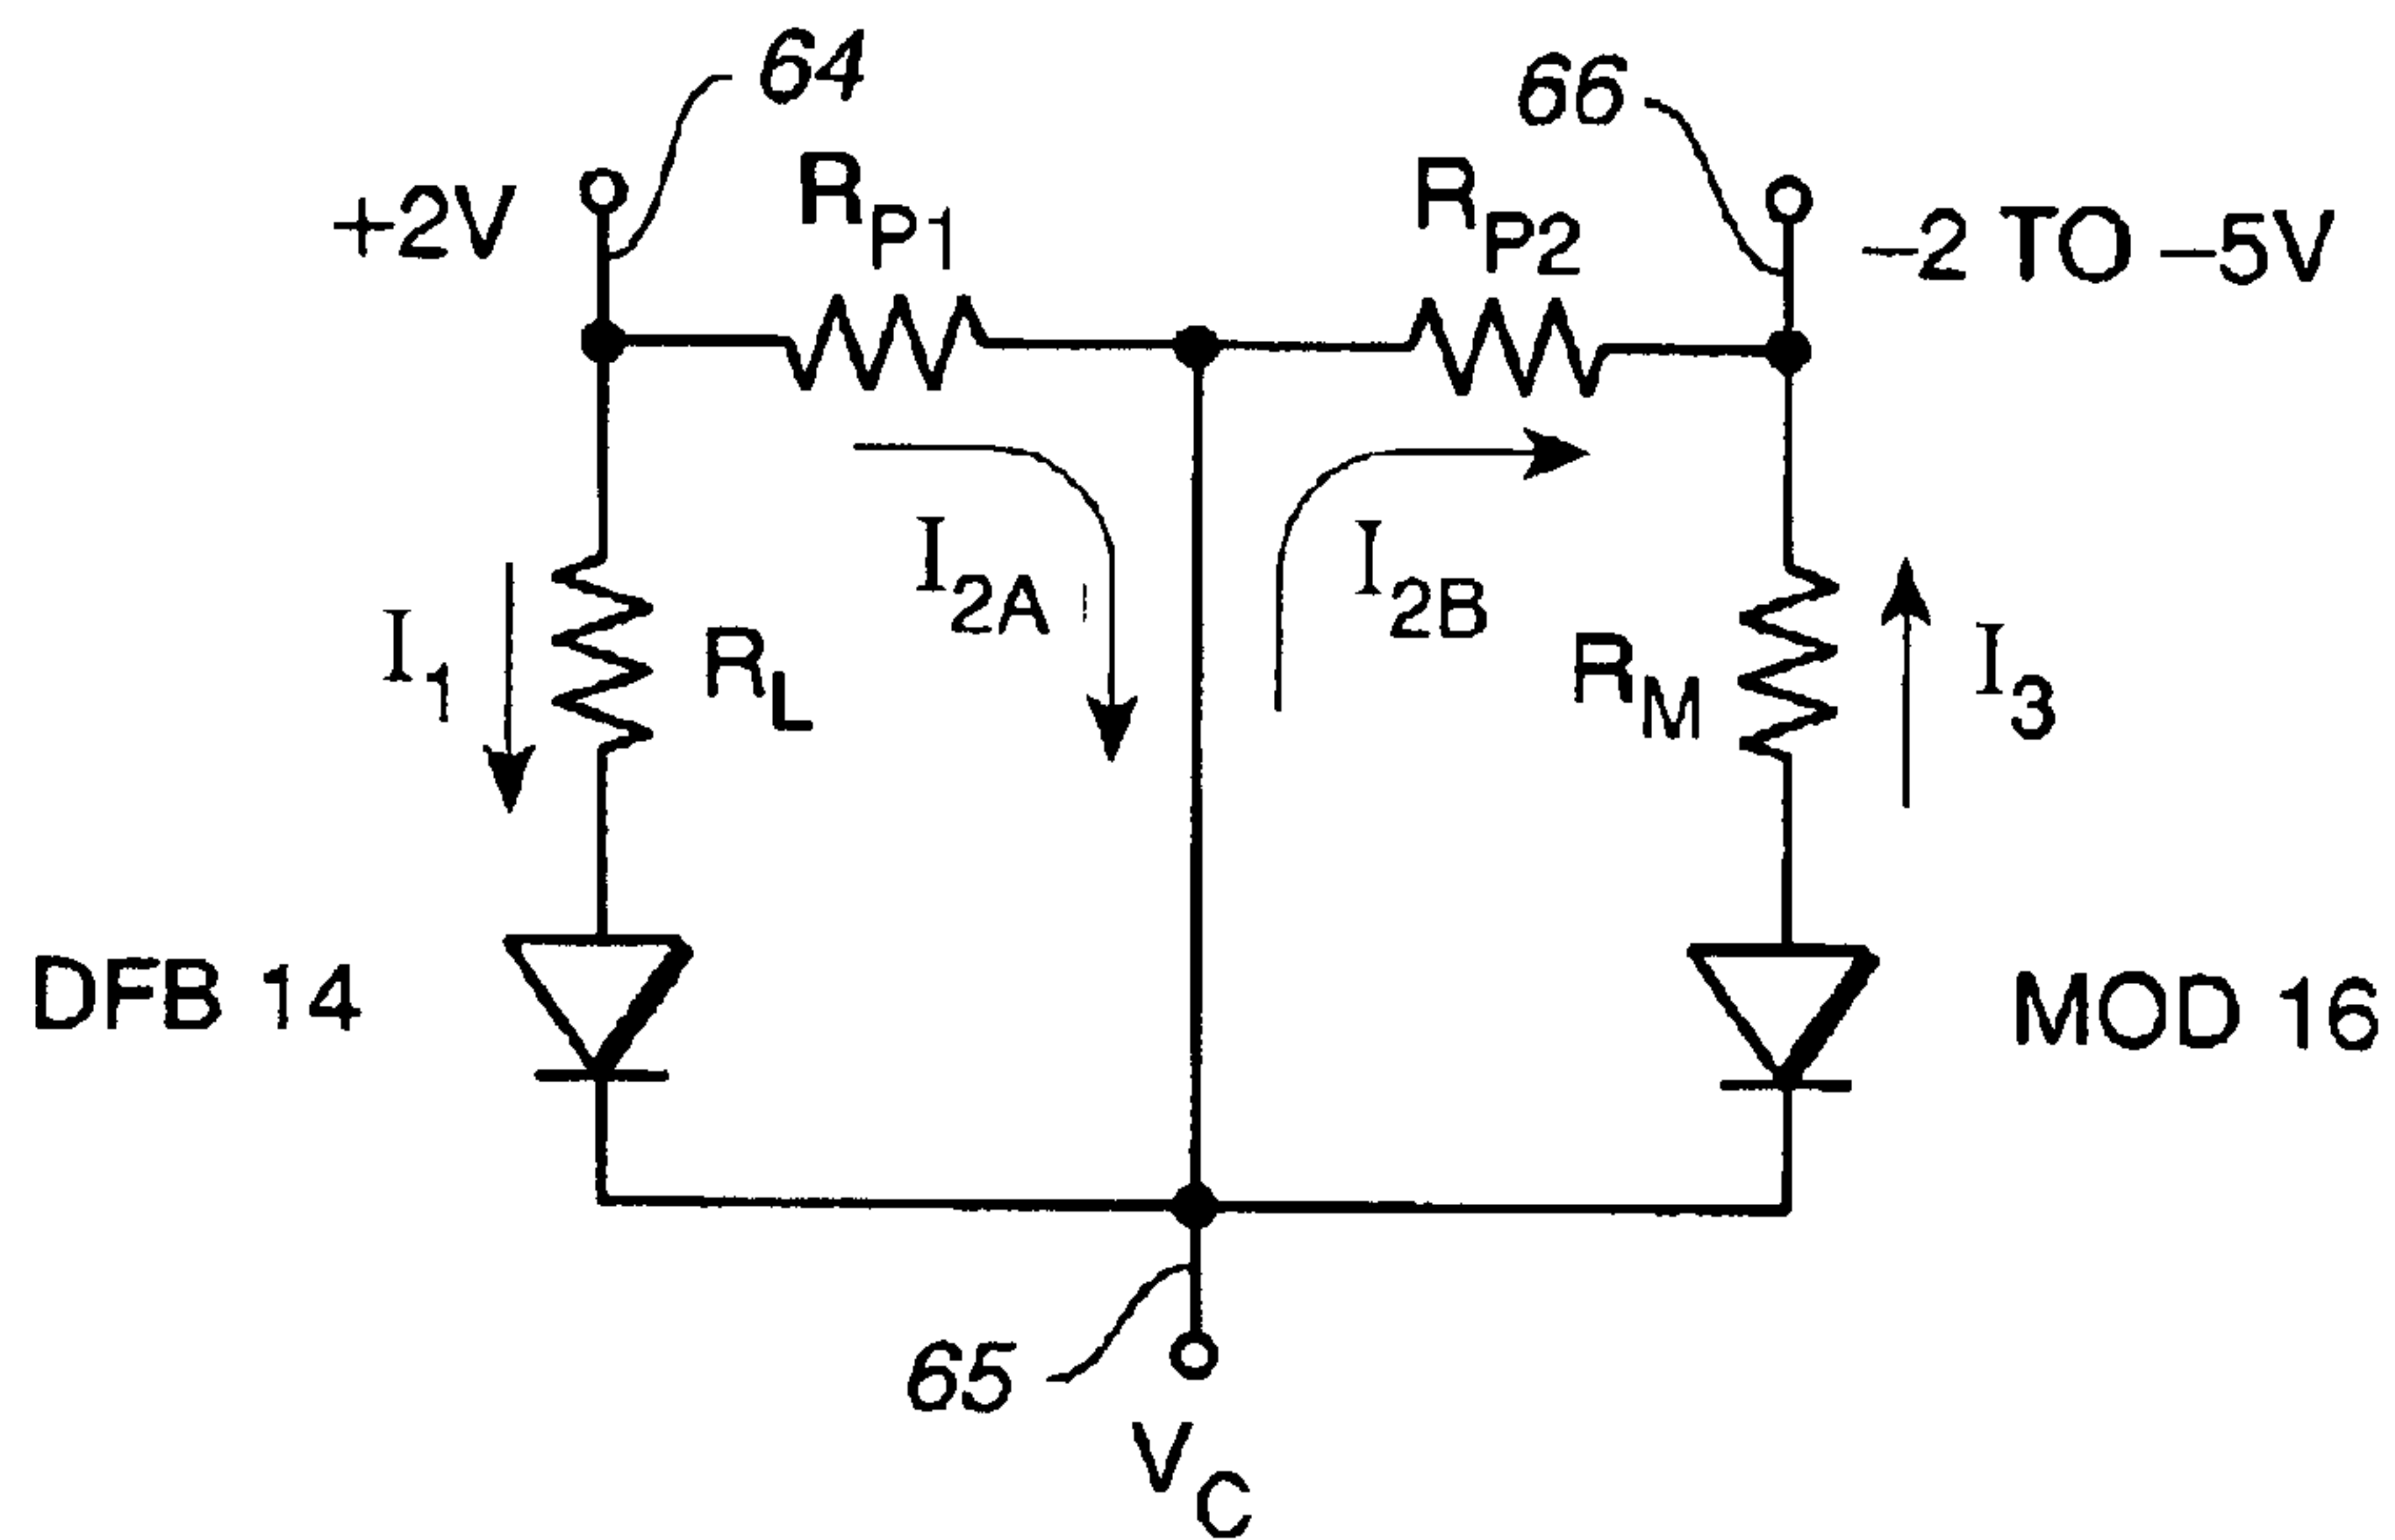 64
66
+2V
RP1
RP2
–2 TO –5V
I1
RL
I2A
I2B
RM
I3
DFB 14
MOD 16
65
VC